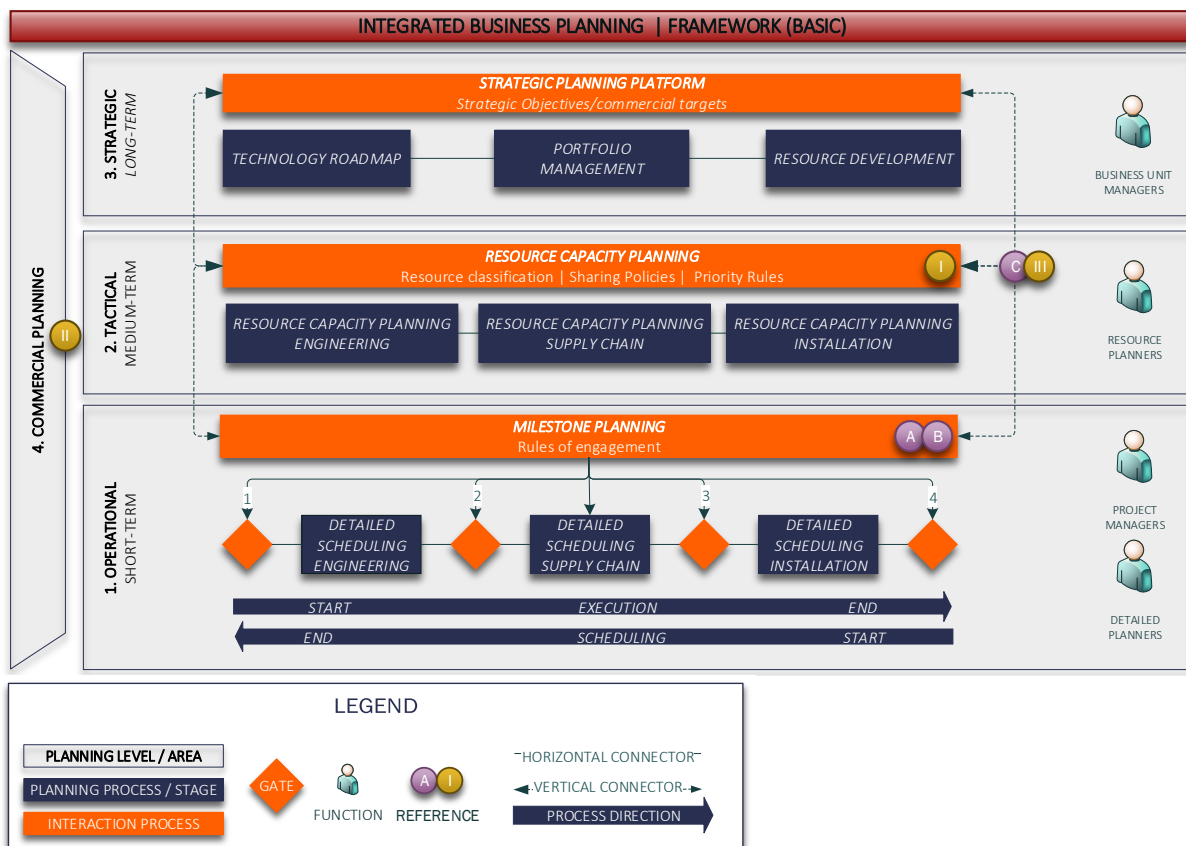 INTEGRATED BUSINESS PLANNING | FRAMEWORK (BASIC)
4. COMMERCIAL PLANNING
II
3. STRATEGIC
LONG-TERM
STRATEGIC PLANNING PLATFORM
Strategic Objectives/commercial targets
TECHNOLOGY ROADMAP
PORTFOLIO
MANAGEMENT
RESOURCE DEVELOPMENT
BUSINESS UNIT
MANAGERS
2. TACTICAL
MEDIUM-TERM
RESOURCE CAPACITY PLANNING
Resource classification | Sharing Policies | Priority Rules
I
C III
RESOURCE CAPACITY PLANNING
ENGINEERING
RESOURCE CAPACITY PLANNING
SUPPLY CHAIN
RESOURCE CAPACITY PLANNING
INSTALLATION
RESOURCE
PLANNERS
1. OPERATIONAL
SHORT-TERM
MILESTONE PLANNING
Rules of engagement
A B
1
2
3
4
DETAILED
SCHEDULING
ENGINEERING
DETAILED
SCHEDULING
SUPPLY CHAIN
DETAILED
SCHEDULING
INSTALLATION
START EXECUTION END
END SCHEDULING START
PROJECT
MANAGERS
DETAILED
PLANNERS
LEGEND
PLANNING LEVEL / AREA
PLANNING PROCESS / STAGE
INTERACTION PROCESS
GATE
FUNCTION
A I
REFERENCE
HORIZONTAL CONNECTOR
VERTICAL CONNECTOR
PROCESS DIRECTION